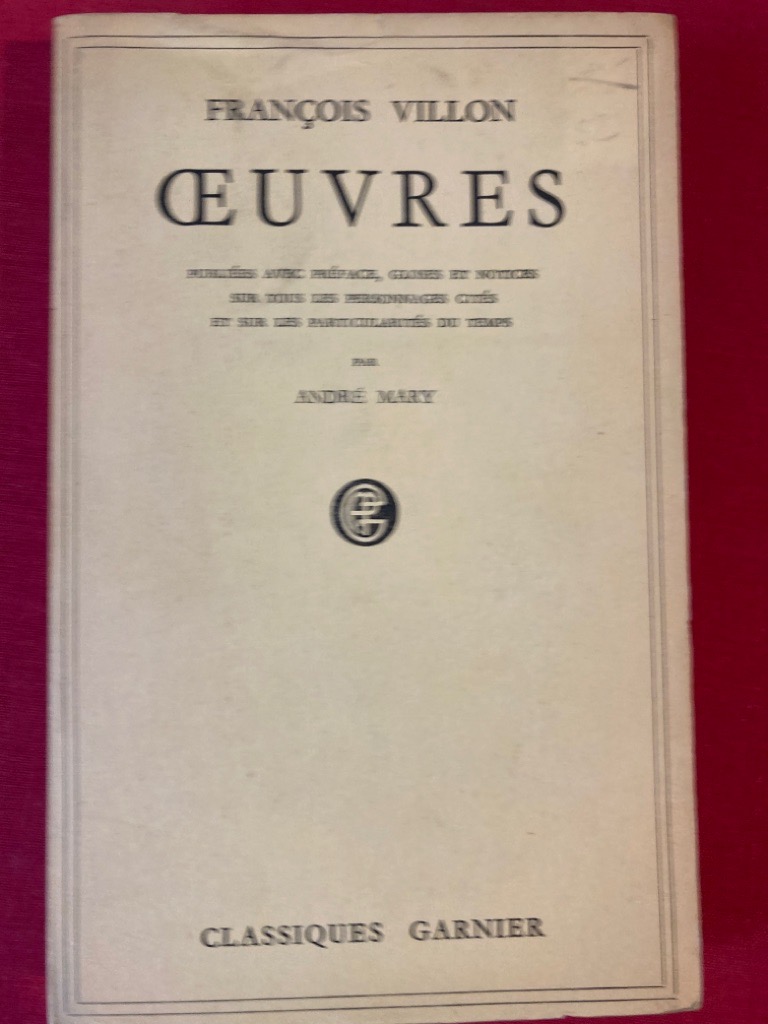 FRANÇOIS VILLON
ŒUVRES
PUBLIÉES AVEC PRÉFACE, GLOSES ET NOTICES
SUR TOUS LES PERSONNAGES CITÉS
ET SUR LES PARTICULARITÉS DU TEMPS
PAR
ANDRÉ MARY
CLASSIQUES GARNIER